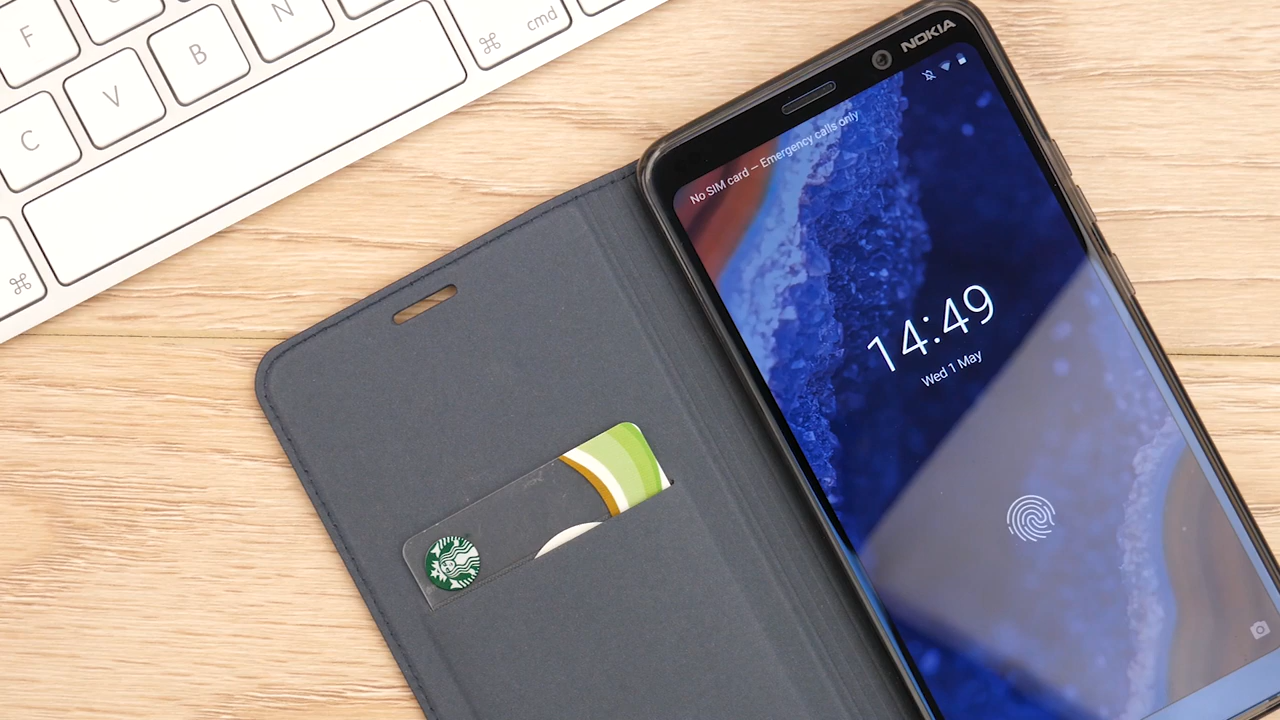 F
N
B
V
C
⌘
cmd
⌘
NOKIA
No SIM card — Emergency calls only
14:49
Wed 1 May